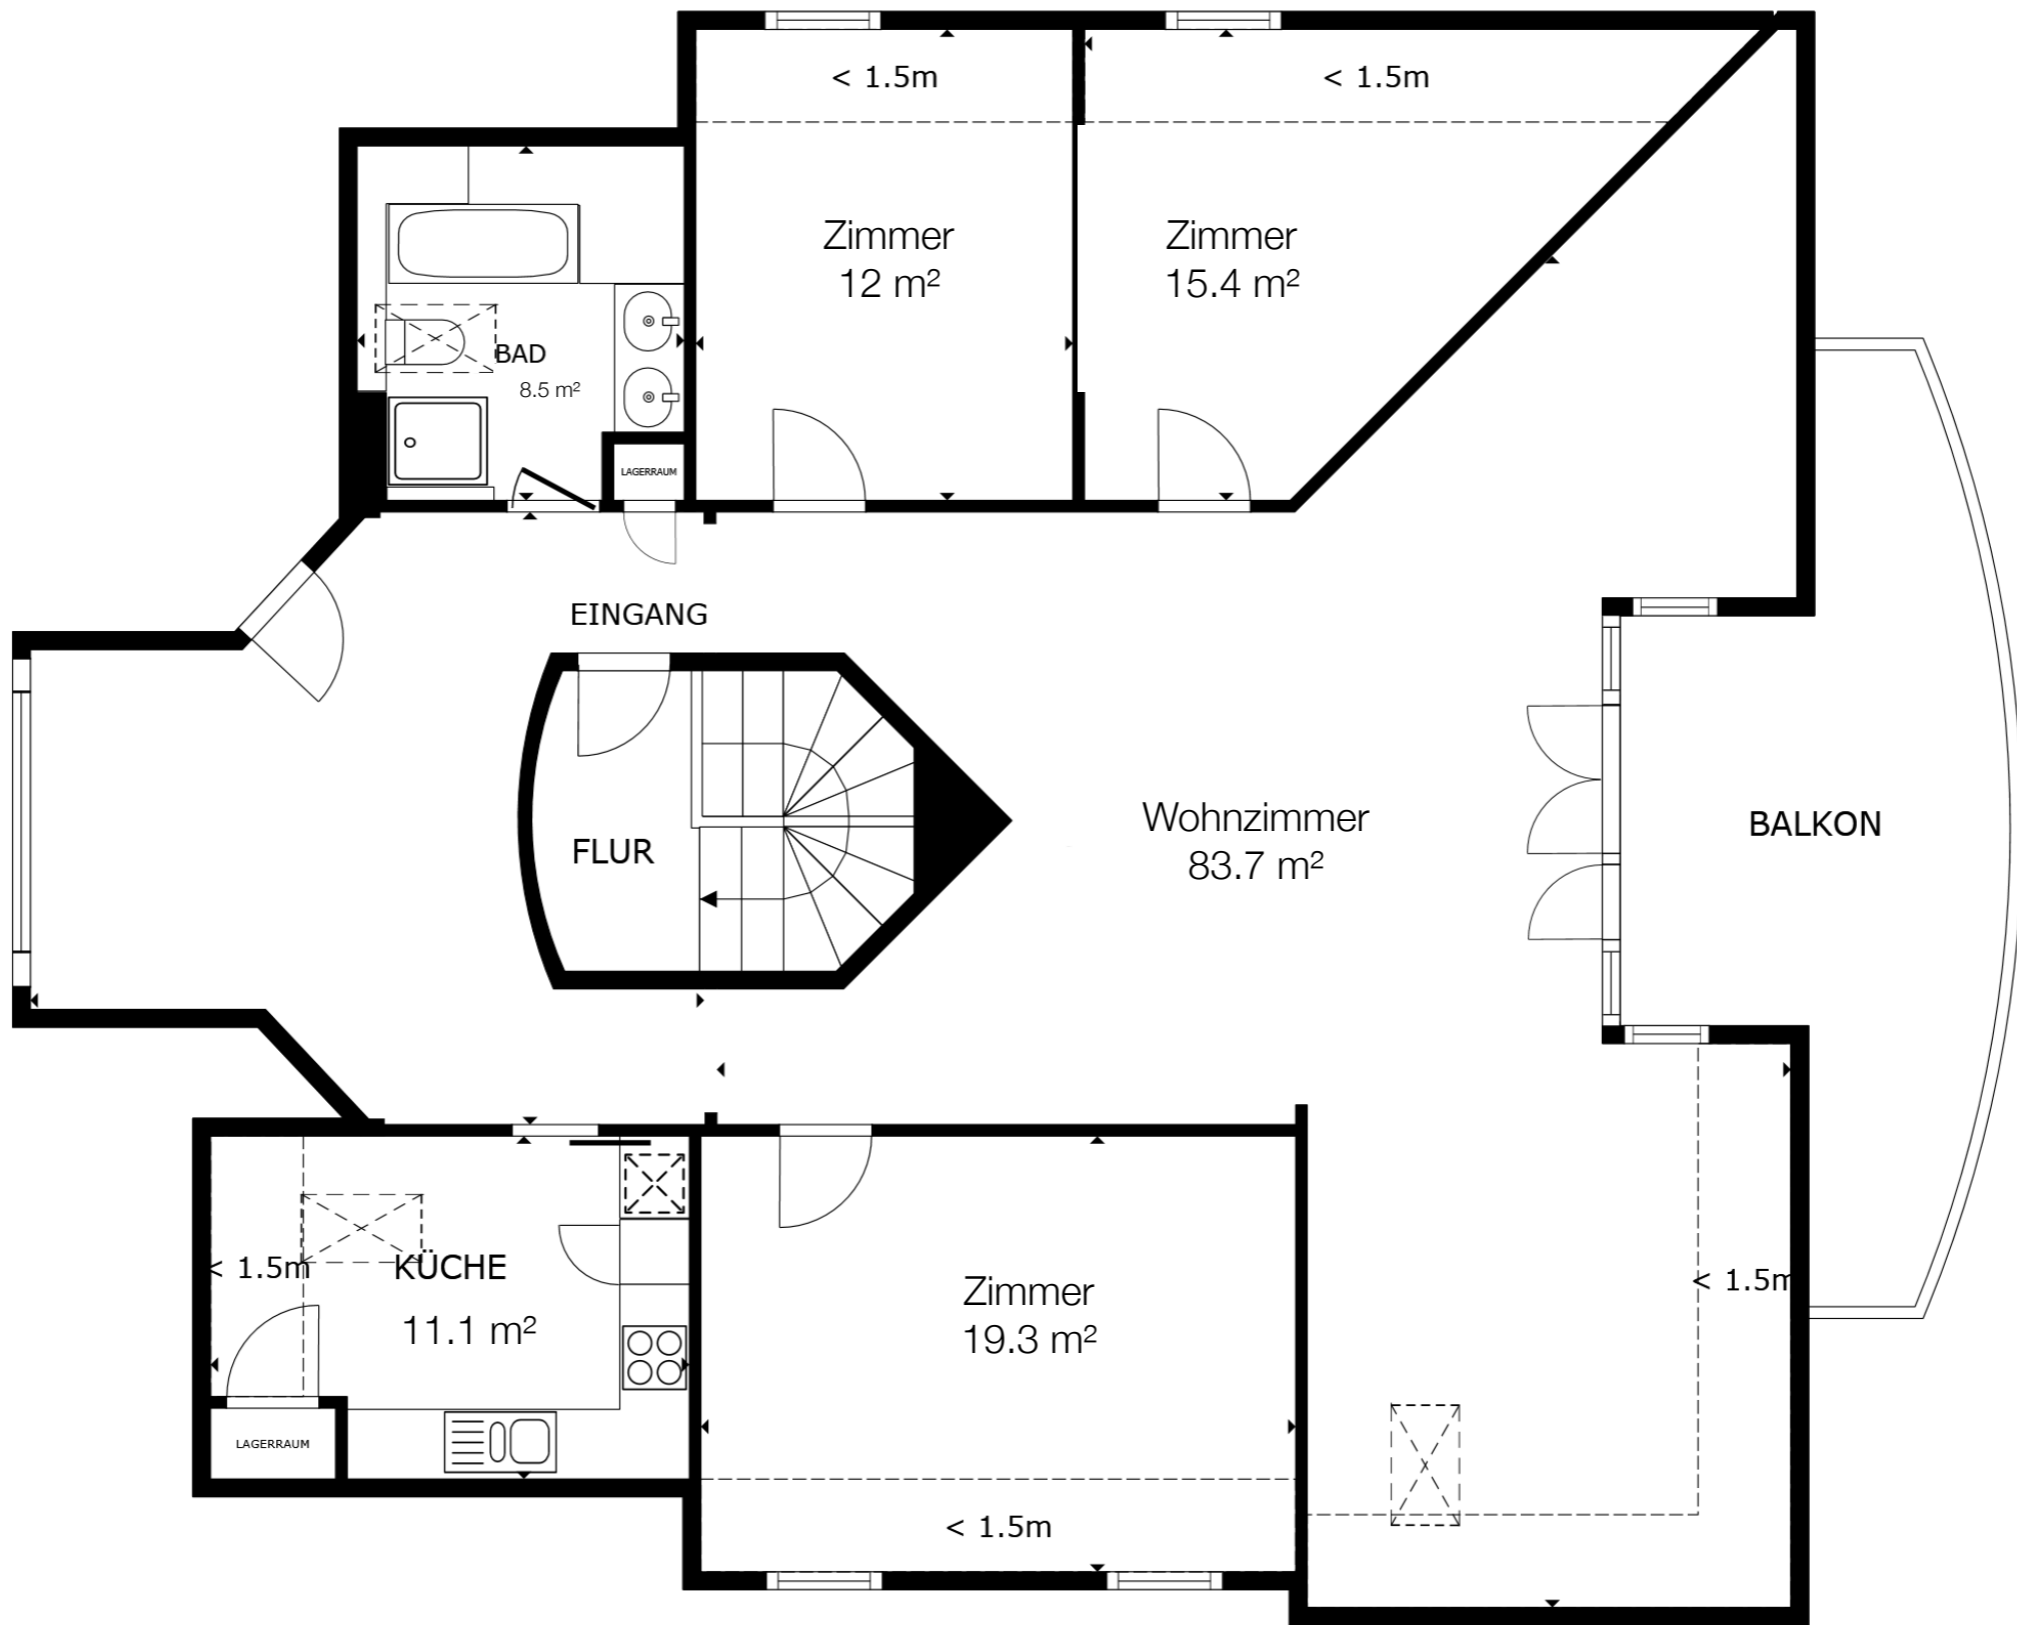 < 1.5m
< 1.5m
Zimmer
12 m²
Zimmer
15.4 m²
BAD
8.5 m²
LAGERRAUM
EINGANG
FLUR
Wohnzimmer
83.7 m²
BALKON
< 1.5m
KÜCHE
11.1 m²
LAGERRAUM
Zimmer
19.3 m²
< 1.5m
< 1.5m